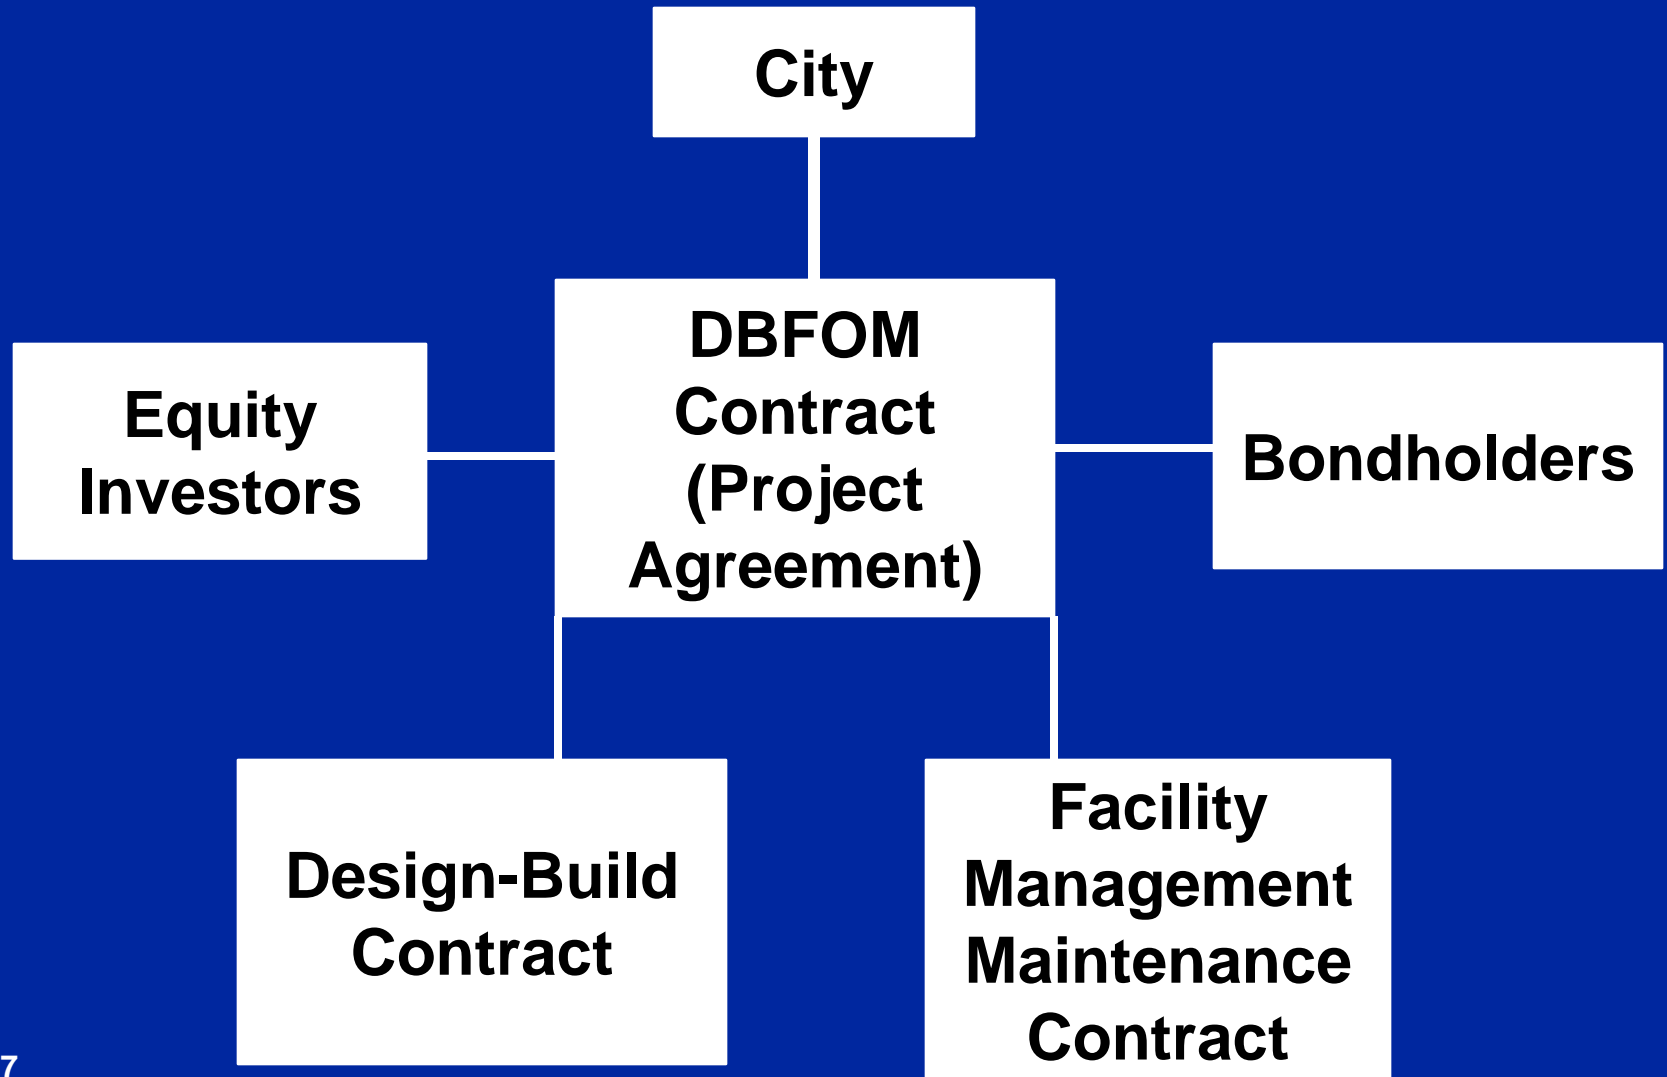 City
DBFOM
Contract
(Project
Agreement)
Equity
Investors
Bondholders
Design-Build
Contract
Facility
Management
Maintenance
Contract
7